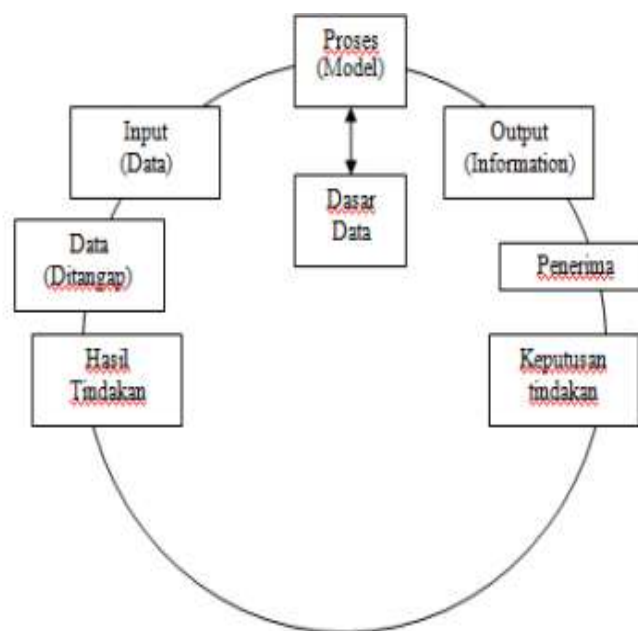 Proses
(Model)
Input
(Data)
Output
(Information)
Dasar
Data
Data
(Ditangap)
Penerima
Hasil
Tindakan
Keputusan
tindakan